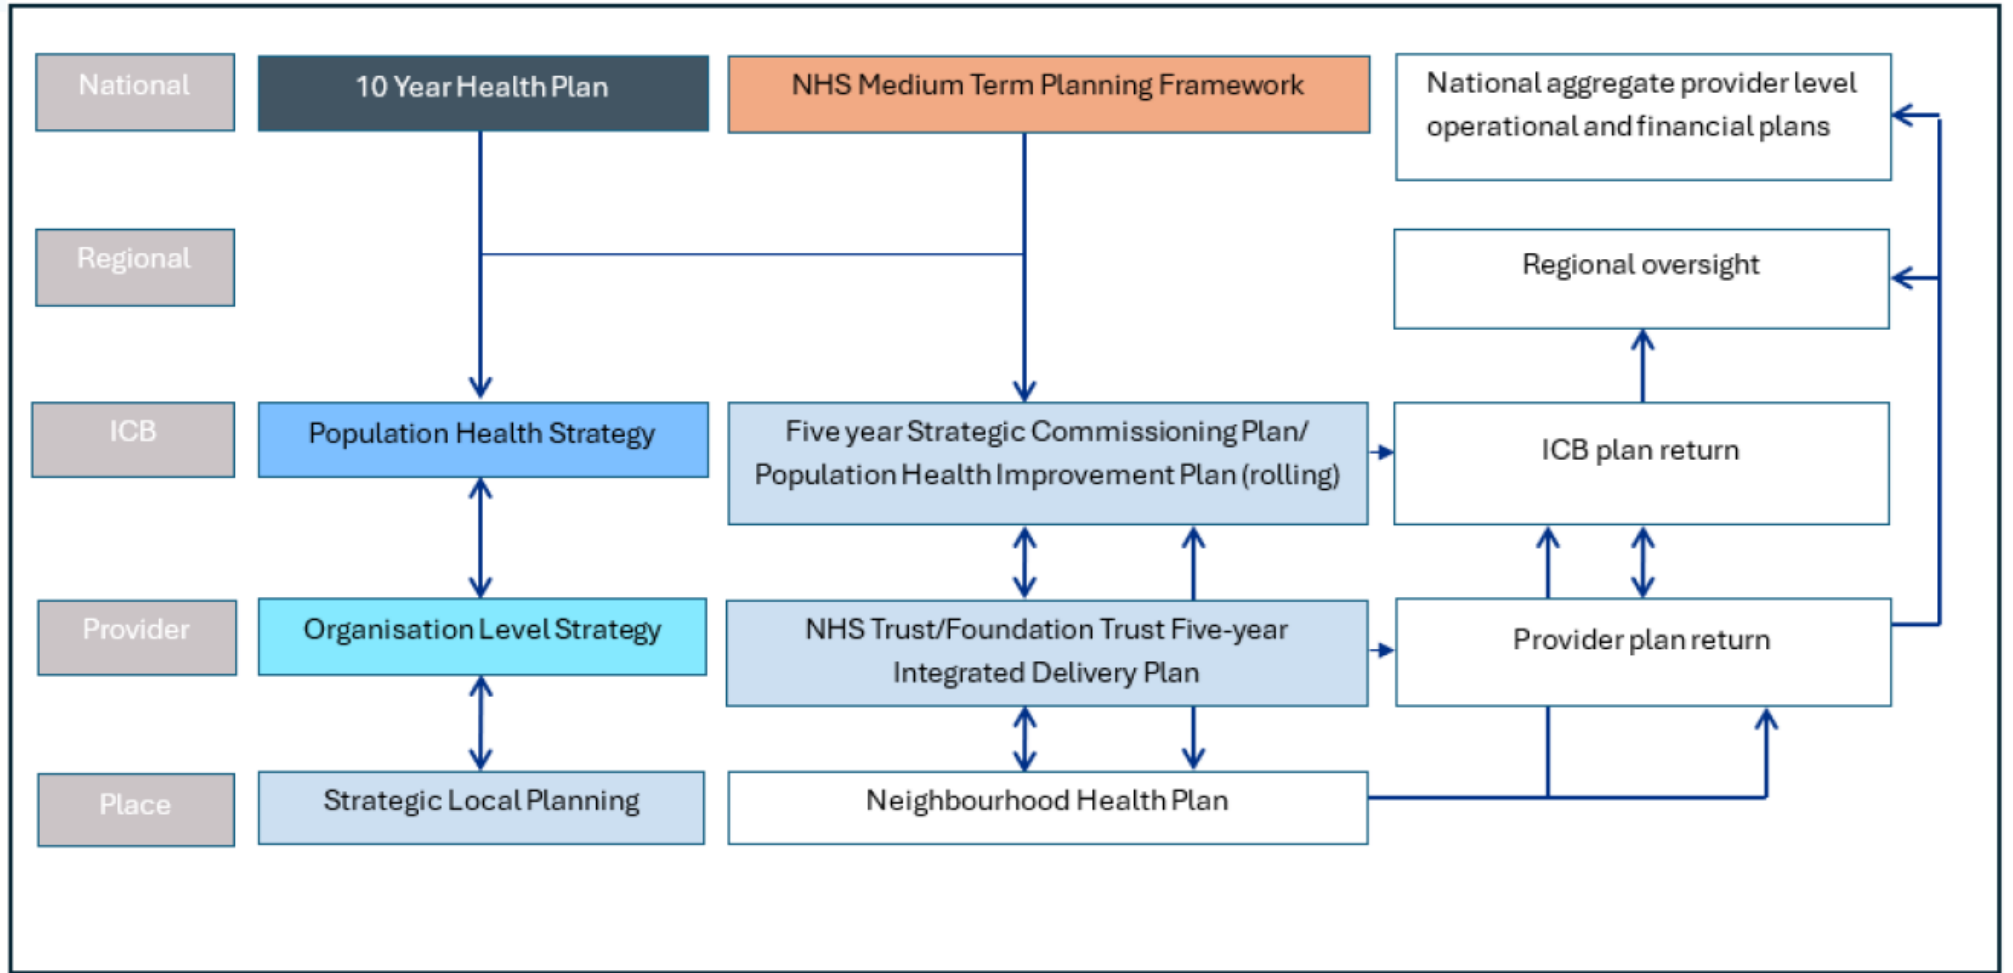 National
10 Year Health Plan
NHS Medium Term Planning Framework
National aggregate provider level
operational and financial plans
Regional
Regional oversight
ICB
Population Health Strategy
Five year Strategic Commissioning Plan/
Population Health Improvement Plan (rolling)
ICB plan return
Provider
Organisation Level Strategy
NHS Trust/Foundation Trust Five-year
Integrated Delivery Plan
Provider plan return
Place
Strategic Local Planning
Neighbourhood Health Plan